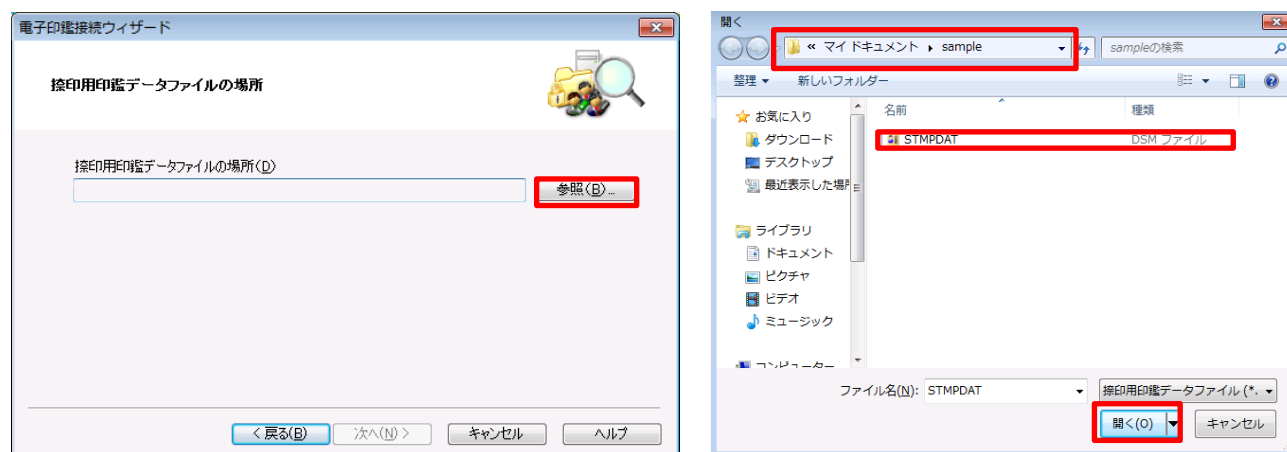 電子印鑑接続ウィザード
捺印用印鑑データファイルの場所
捺印用印鑑データファイルの場所(D)
参照(B)...
< 戻る(B)
次へ(N) >
キャンセル
ヘルプ
開く
« マイ ドキュメント ▸ sample
sampleの検索
整理 ▼ 新しいフォルダー
名前 種類
STMPDAT DSM ファイル
お気に入り
ダウンロード
デスクトップ
最近表示した場所
ライブラリ
ドキュメント
ピクチャ
ビデオ
ミュージック
コンピューター
ファイル名(N): STMPDAT
捺印用印鑑データファイル (*.
開く(O)
キャンセル